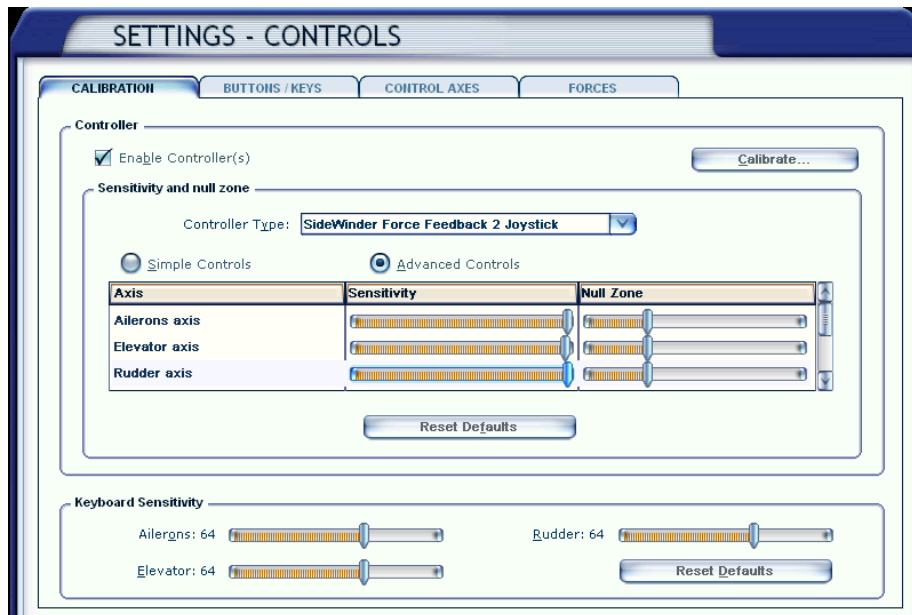 SETTINGS - CONTROLS
CALIBRATION BUTTONS / KEYS CONTROL AXES FORCES
Controller
Enable Controller(s) Calibrate...
Sensitivity and null zone
Controller Type: SideWinder Force Feedback 2 Joystick
Simple Controls Advanced Controls
Axis Sensitivity Null Zone
Ailerons axis
Elevator axis
Rudder axis
Reset Defaults
Keyboard Sensitivity
Ailerons: 64 Rudder: 64
Elevator: 64 Reset Defaults